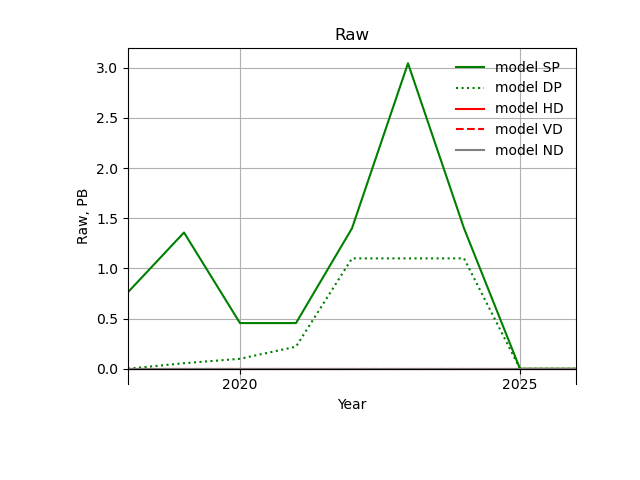 Raw
3.0
2.5
2.0
1.5
1.0
0.5
0.0
Raw, PB
model SP
model DP
model HD
model VD
model ND
2020
2025
Year